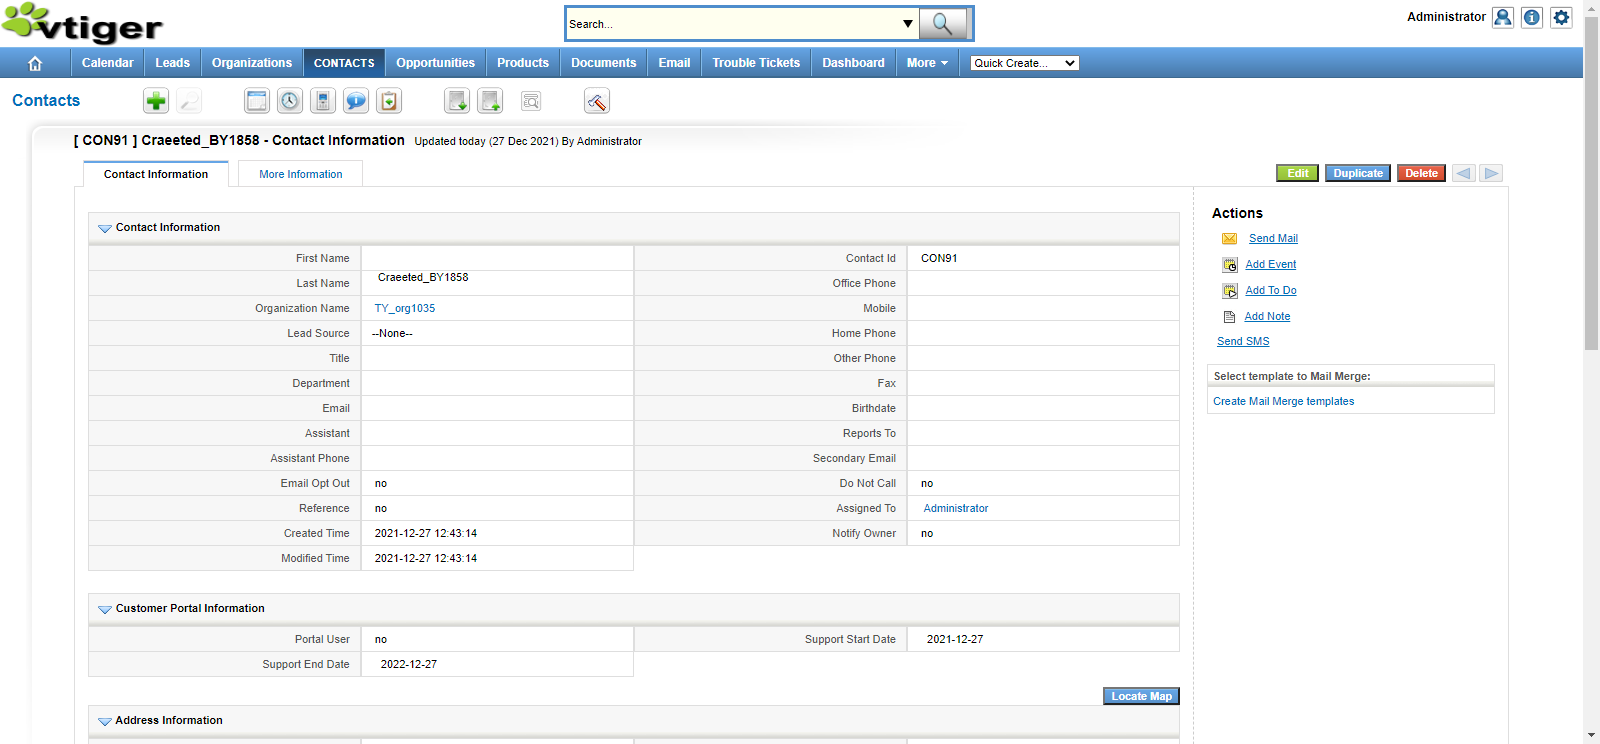 vtiger
Search...
Administrator
Calendar Leads Organizations CONTACTS Opportunities Products Documents Email Trouble Tickets Dashboard More Quick Create...
Contacts
[ CON91 ] Craeeted_BY1858 - Contact Information Updated today (27 Dec 2021) By Administrator
Contact Information More Information Edit Duplicate Delete
Contact Information
First Name Contact Id CON91
Last Name Craeeted_BY1858 Office Phone
Organization Name TY_org1035 Mobile
Lead Source --None-- Home Phone
Title Other Phone
Department Fax
Email Birthdate
Assistant Reports To
Assistant Phone Secondary Email
Email Opt Out no Do Not Call no
Reference no Assigned To Administrator
Created Time 2021-12-27 12:43:14 Notify Owner no
Modified Time 2021-12-27 12:43:14
Customer Portal Information
Portal User no Support Start Date 2021-12-27
Support End Date 2022-12-27
Locate Map
Address Information
Actions
Send Mail
Add Event
Add To Do
Add Note
Send SMS
Select template to Mail Merge:
Create Mail Merge templates